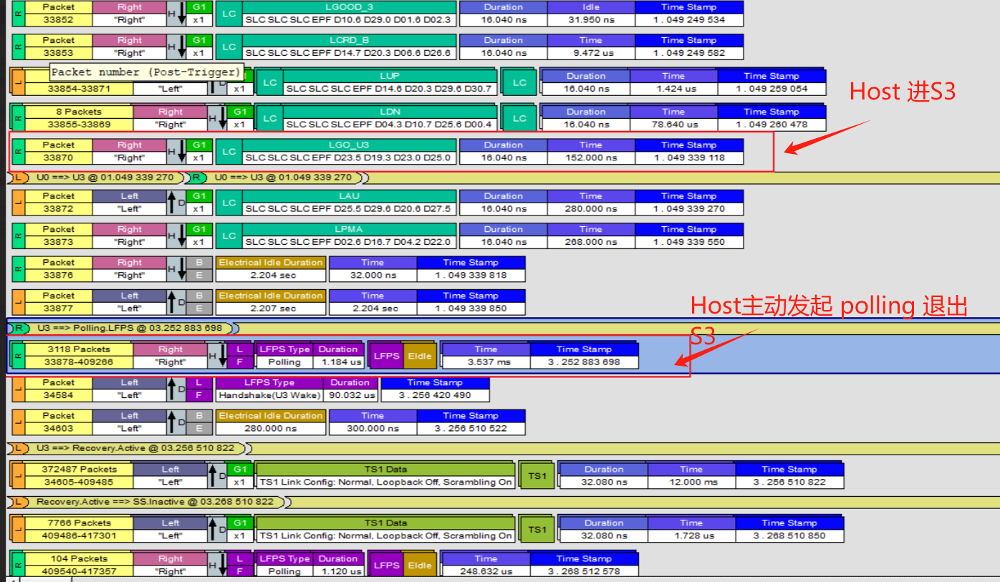 R Packet Right H G1 LC LGOOD_3 Duration Idle Time Stamp
33852 "Right" x1 SLC SLC SLC EPF D10.6 D29.0 D01.6 D02.3 16.040 ns 31.950 ns 1 . 049 249 534
R Packet Right H G1 LC LCRD_B Duration Time Time Stamp
33853 "Right" x1 SLC SLC SLC EPF D14.7 D20.3 D06.6 D26.6 16.040 ns 9.472 us 1 . 049 249 582
Packet number (Post-Trigger)
L D LC LUP LC Duration Time Time Stamp
33854-33871 "Left" x1 SLC SLC SLC EPF D14.6 D20.3 D29.6 D30.7 16.040 ns 1.424 us 1 . 049 259 054
Host 进S3
R 8 Packets Right H G1 LC LDN LC Duration Time Time Stamp
33855-33869 "Right" x1 SLC SLC SLC EPF D04.3 D10.7 D25.6 D00.4 16.040 ns 78.640 us 1 . 049 260 478
R Packet Right H G1 LC LGO_U3 Duration Time Time Stamp
33870 "Right" x1 SLC SLC SLC EPF D23.5 D19.3 D23.0 D25.0 16.040 ns 152.000 ns 1 . 049 339 118
L U0 ==> U3 @ 01.049 339 270 R U0 ==> U3 @ 01.049 339 270
L Packet Left D G1 LC LAU Duration Time Time Stamp
33872 "Left" x1 SLC SLC SLC EPF D25.5 D29.6 D20.6 D27.5 16.040 ns 280.000 ns 1 . 049 339 270
R Packet Right H G1 LC LPMA Duration Time Time Stamp
33873 "Right" x1 SLC SLC SLC EPF D02.6 D16.7 D04.2 D22.0 16.040 ns 268.000 ns 1 . 049 339 550
R Packet Right H B Electrical Idle Duration Time Time Stamp
33876 "Right" E 2.204 sec 32.000 ns 1 . 049 339 818
L Packet Left D B Electrical Idle Duration Time Time Stamp
33877 "Left" E 2.207 sec 2.204 sec 1 . 049 339 850
Host主动发起 polling 退出
S3
R U3 ==> Polling.LFPS @ 03.252 883 698
R 3118 Packets Right H L LFPS Type Duration LFPS EIdle Time Time Stamp
33878-409266 "Right" F Polling 1.184 us 3.537 ms 3 . 252 883 698
L Packet Left D L LFPS Type Duration Time Stamp
34584 "Left" F Handshake(U3 Wake) 90.032 us 3 . 256 420 490
L Packet Left D B Electrical Idle Duration Time Time Stamp
34603 "Left" E 280.000 ns 300.000 ns 3 . 256 510 522
L U3 ==> Recovery.Active @ 03.256 510 822
L 372487 Packets Left D G1 TS1 Data TS1 Duration Time Time Stamp
34605-409485 "Left" x1 TS1 Link Config: Normal, Loopback Off, Scrambling On 32.080 ns 12.000 ms 3 . 256 510 822
L Recovery.Active ==> SS.Inactive @ 03.268 510 822
L 7766 Packets Left D G1 TS1 Data TS1 Duration Time Time Stamp
409486-417301 "Left" x1 TS1 Link Config: Normal, Loopback Off, Scrambling On 32.080 ns 1.728 us 3 . 268 510 850
R 104 Packets Right H L LFPS Type Duration LFPS EIdle Time Time Stamp
409540-417357 "Right" F Polling 1.120 us 248.632 us 3 . 268 512 578